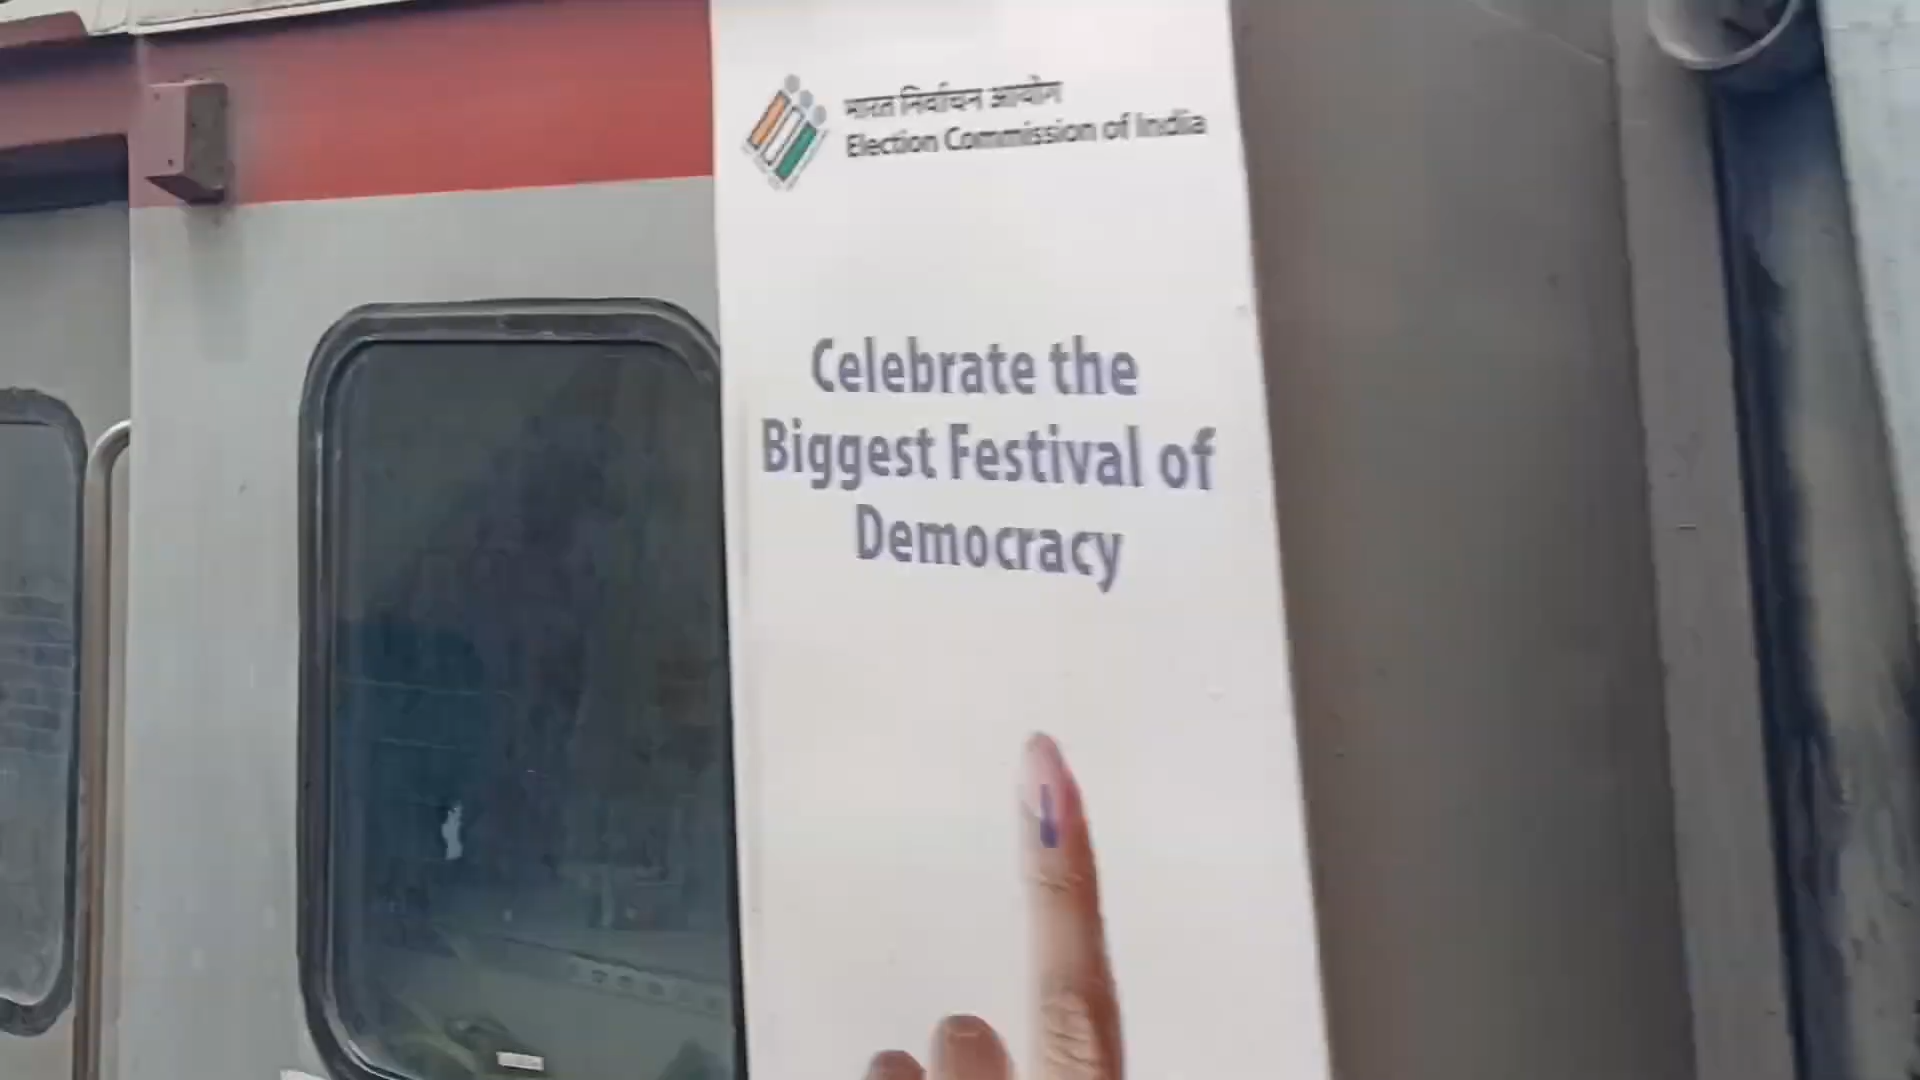 भारत निर्वाचन आयोग
Election Commission of India
Celebrate the
Biggest Festival of
Democracy